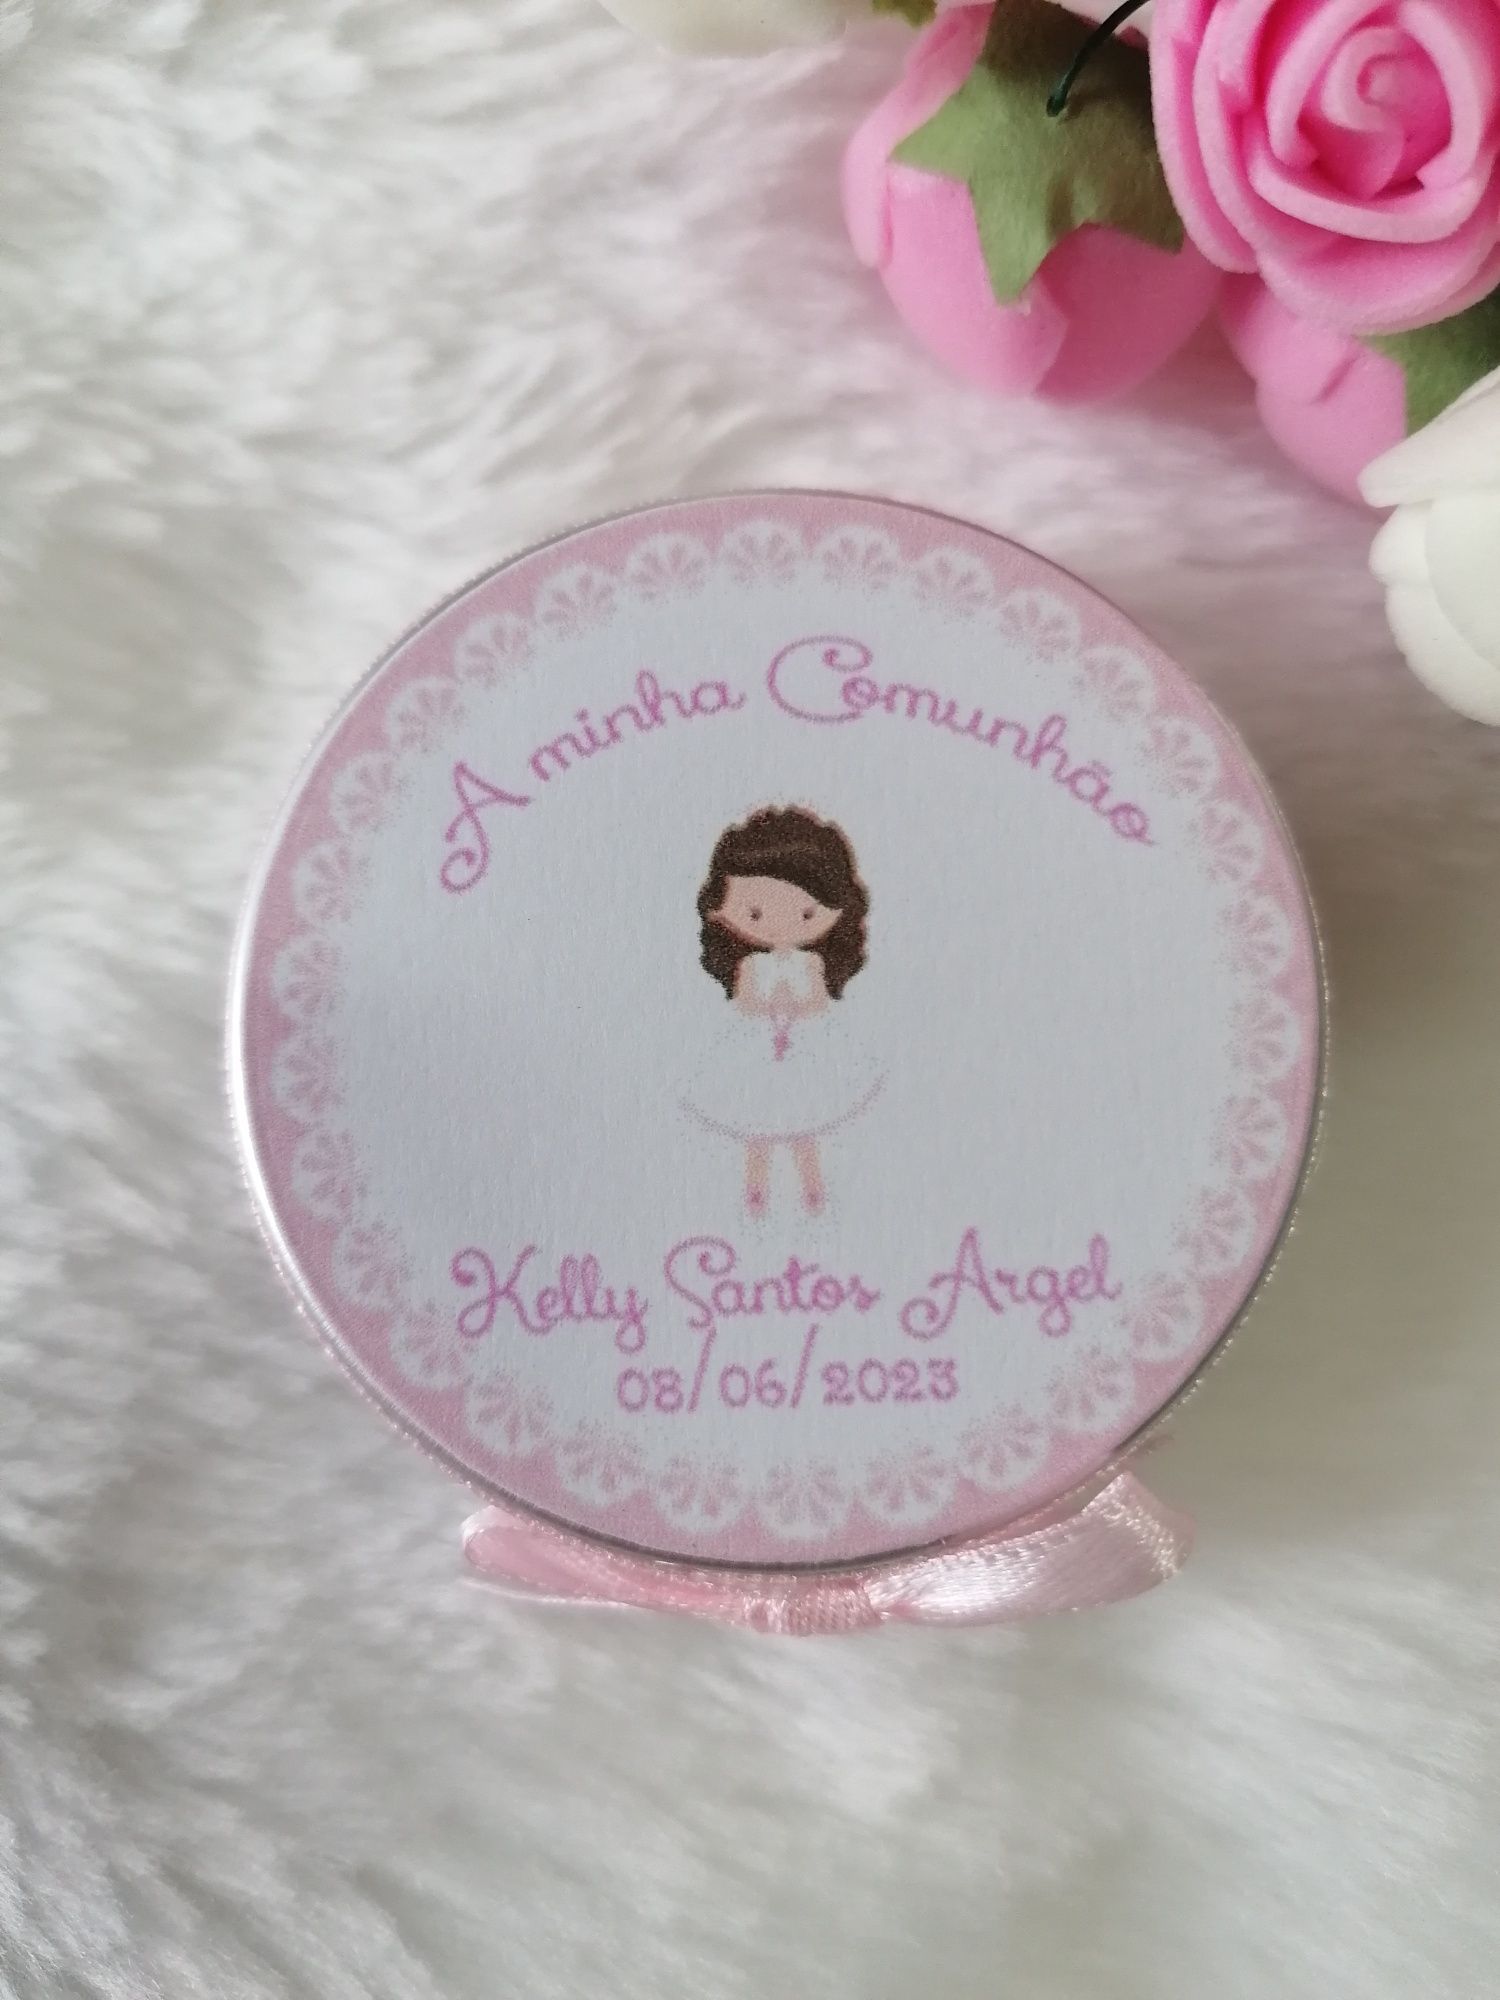 A minha Comunhão
Kelly Santos Argel
08/06/2023